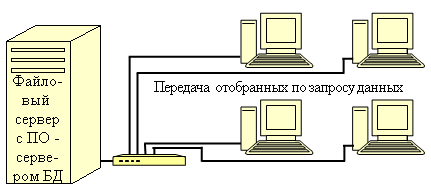 Файло-
вый
сервер
с ПО -
серве-
ром БД
Передача отобранных по запросу данных